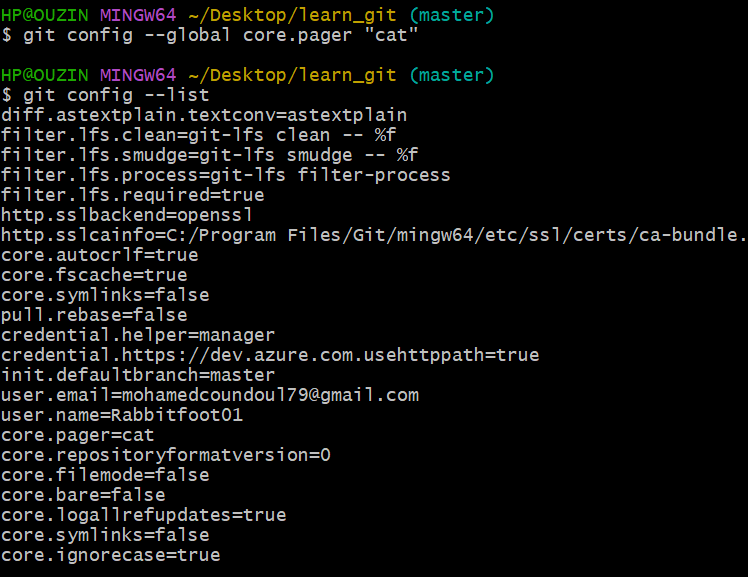 HP@OUZIN MINGW64 ~/Desktop/learn_git (master)
$ git config --global core.pager "cat"
HP@OUZIN MINGW64 ~/Desktop/learn_git (master)
$ git config --list
diff.astextplain.textconv=astextplain
filter.lfs.clean=git-lfs clean -- %f
filter.lfs.smudge=git-lfs smudge -- %f
filter.lfs.process=git-lfs filter-process
filter.lfs.required=true
http.sslbackend=openssl
http.sslcainfo=C:/Program Files/Git/mingw64/etc/ssl/certs/ca-bundle.
core.autocrlf=true
core.fscache=true
core.symlinks=false
pull.rebase=false
credential.helper=manager
credential.https://dev.azure.com.usehttppath=true
init.defaultbranch=master
user.email=mohamedcoundoul79@gmail.com
user.name=Rabbitfoot01
core.pager=cat
core.repositoryformatversion=0
core.filemode=false
core.bare=false
core.logallrefupdates=true
core.symlinks=false
core.ignorecase=true